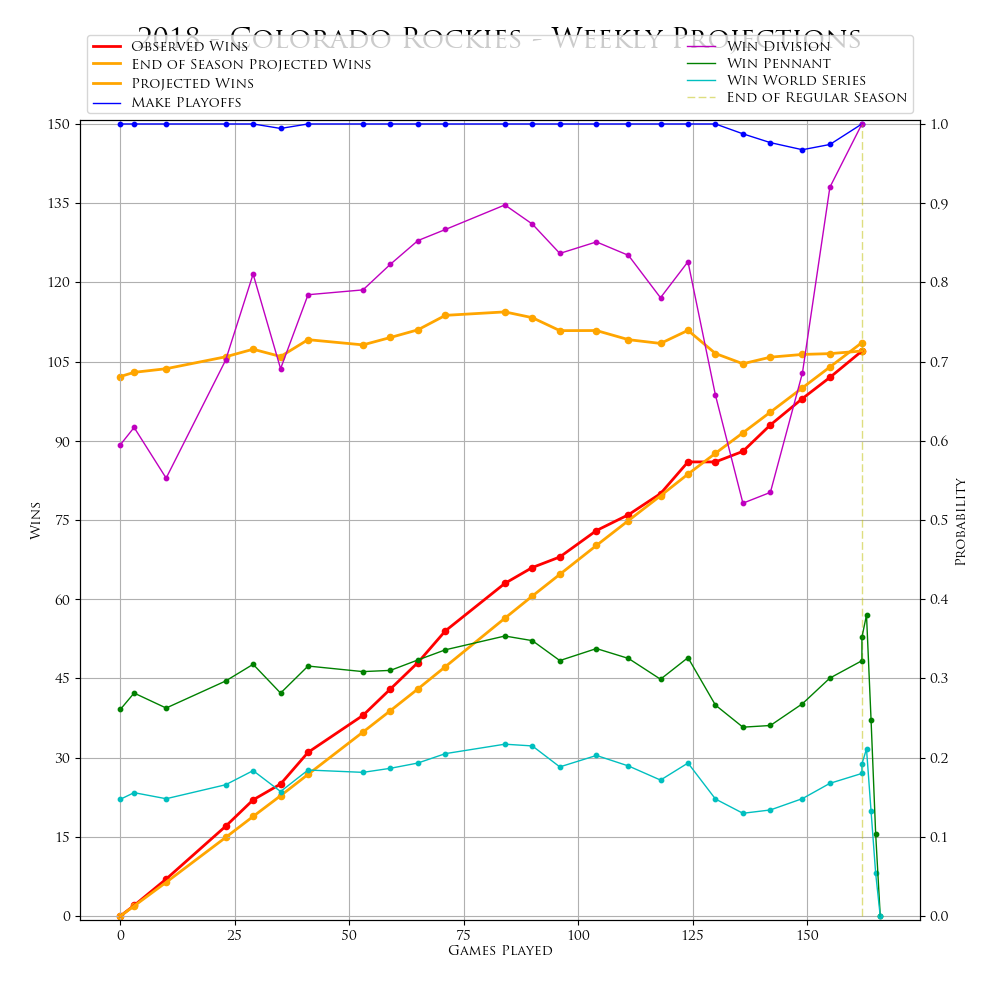 2018 - Colorado Rockies - Weekly Projections
Observed Wins
End of Season Projected Wins
Projected Wins
Make Playoffs
Win Division
Win Pennant
Win World Series
End of Regular Season
150
135
120
105
90
75
60
45
30
15
0
Wins
1.0
0.9
0.8
0.7
0.6
0.5
0.4
0.3
0.2
0.1
0.0
Probability
0 25 50 75 100 125 150
Games Played